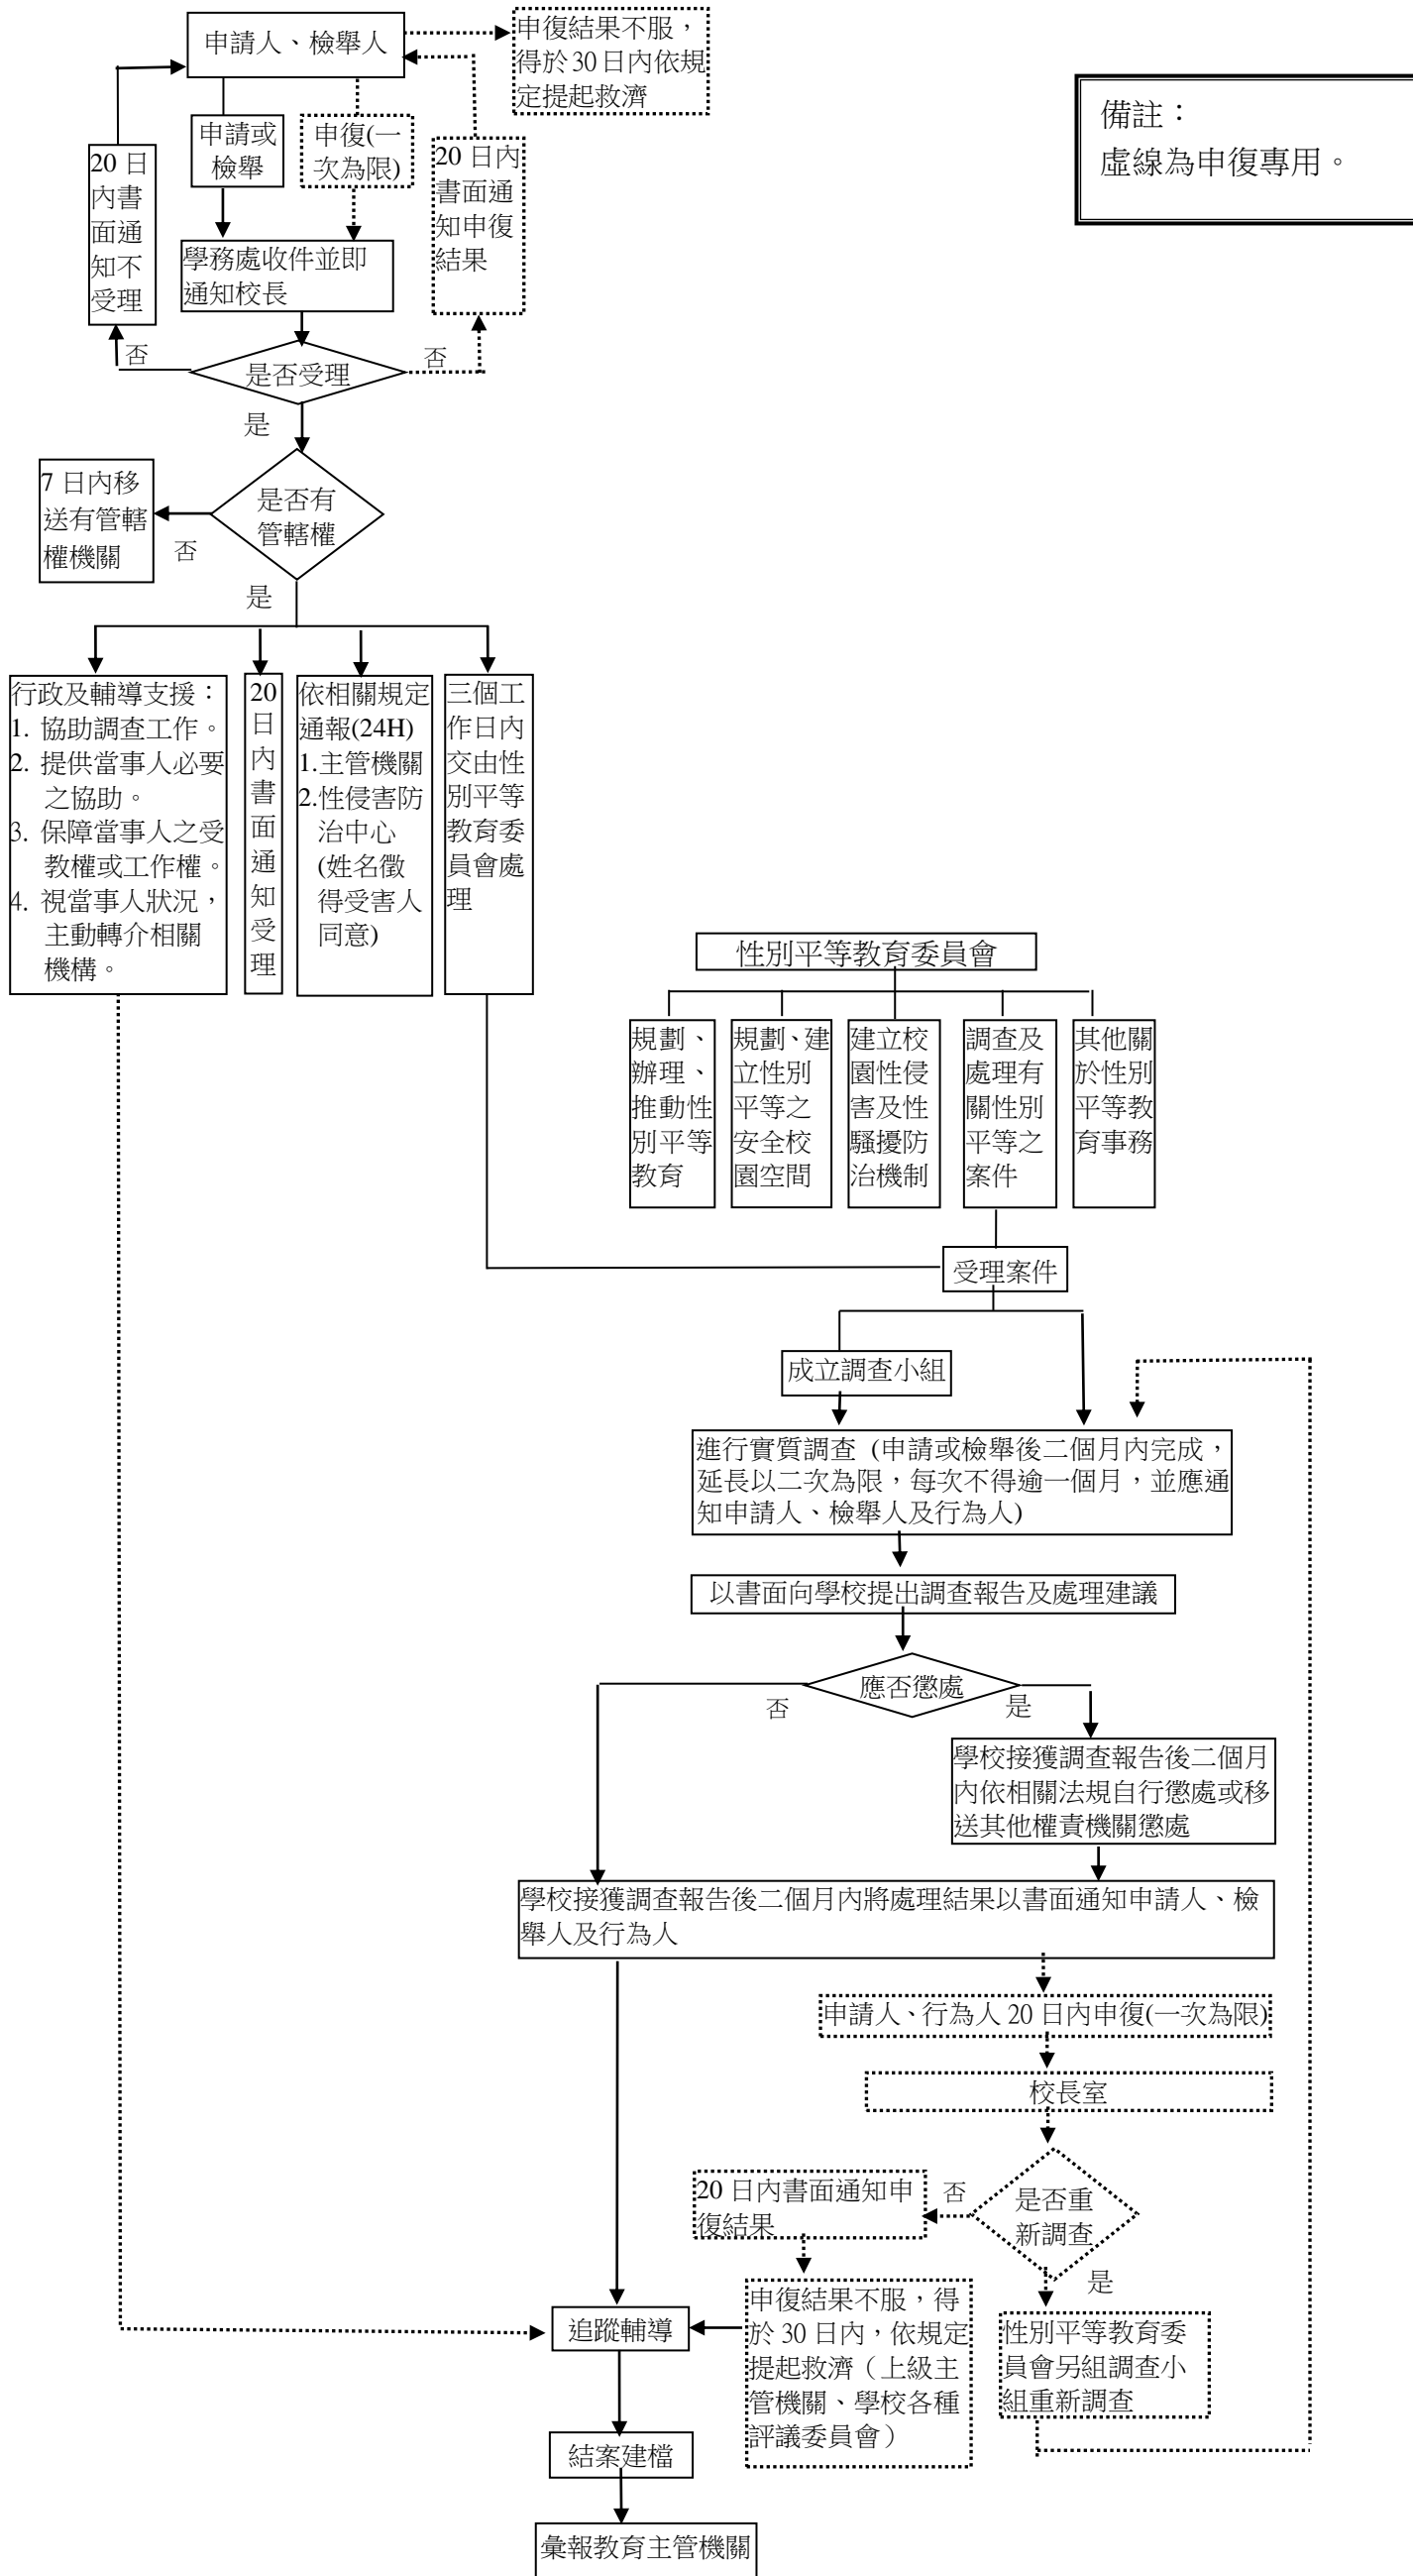 申請人、檢舉人
申復結果不服，
得於 30 日內依規
定提起救濟
備註：
虛線為申復專用。
申請或
檢舉
申復(一
次為限)
20 日
內書
面通
知不
受理
20 日內
書面通
知申復
結果
學務處收件並即
通知校長
否
是否受理
否
是
7 日內移
送有管轄
權機關
否
是否有
管轄權
是
行政及輔導支援：
1. 協助調查工作。
2. 提供當事人必要
之協助。
3. 保障當事人之受
教權或工作權。
4. 視當事人狀況，
主動轉介相關
機構。
20
日
內
書
面
通
知
受
理
依相關規定
通報(24H)
1.主管機關
2.性侵害防
治中心
(姓名徵
得受害人
同意)
三個工
作日內
交由性
別平等
教育委
員會處
理
性別平等教育委員會
規劃、
辦理、
推動性
別平等
教育
規劃、建
立性別
平等之
安全校
園空間
建立校
園性侵
害及性
騷擾防
治機制
調查及
處理有
關性別
平等之
案件
其他關
於性別
平等教
育事務
受理案件
成立調查小組
進行實質調查 (申請或檢舉後二個月內完成，
延長以二次為限，每次不得逾一個月，並應通
知申請人、檢舉人及行為人)
以書面向學校提出調查報告及處理建議
應否懲處
否
是
學校接獲調查報告後二個月
內依相關法規自行懲處或移
送其他權責機關懲處
學校接獲調查報告後二個月內將處理結果以書面通知申請人、檢
舉人及行為人
申請人、行為人 20 日內申復(一次為限)
校長室
20 日內書面通知申
復結果
否
是否重
新調查
是
追蹤輔導
申復結果不服，得
於 30 日內，依規定
提起救濟（上級主
管機關、學校各種
評議委員會）
性別平等教育委
員會另組調查小
組重新調查
結案建檔
彙報教育主管機關